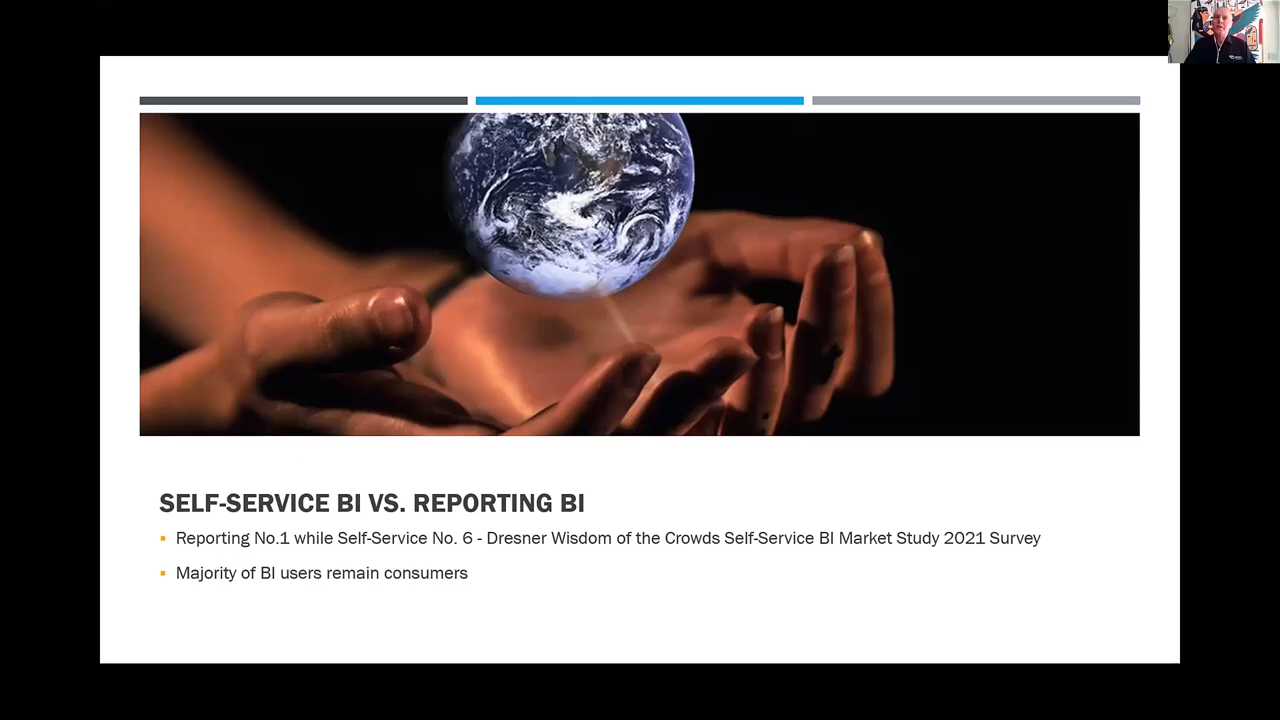 SELF-SERVICE BI VS. REPORTING BI
▪ Reporting No.1 while Self-Service No. 6 - Dresner Wisdom of the Crowds Self-Service BI Market Study 2021 Survey
▪ Majority of BI users remain consumers